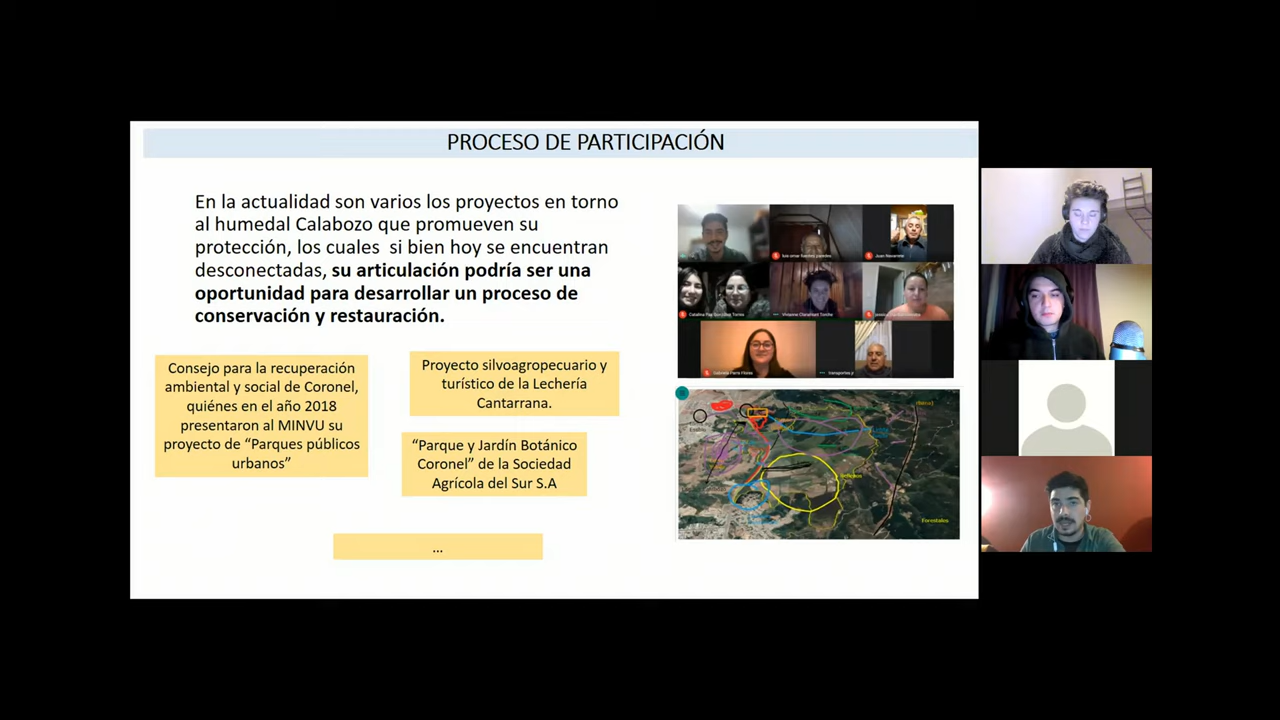 PROCESO DE PARTICIPACIÓN
En la actualidad son varios los proyectos en torno
al humedal Calabozo que promueven su
protección, los cuales si bien hoy se encuentran
desconectadas, su articulación podría ser una
oportunidad para desarrollar un proceso de
conservación y restauración.
Consejo para la recuperación
ambiental y social de Coronel,
quiénes en el año 2018
presentaron al MINVU su
proyecto de “Parques públicos
urbanos”
Proyecto silvoagropecuario y
turístico de la Lechería
Cantarrana.
“Parque y Jardín Botánico
Coronel” de la Sociedad
Agrícola del Sur S.A
...
Juan Navarrete
Forestales